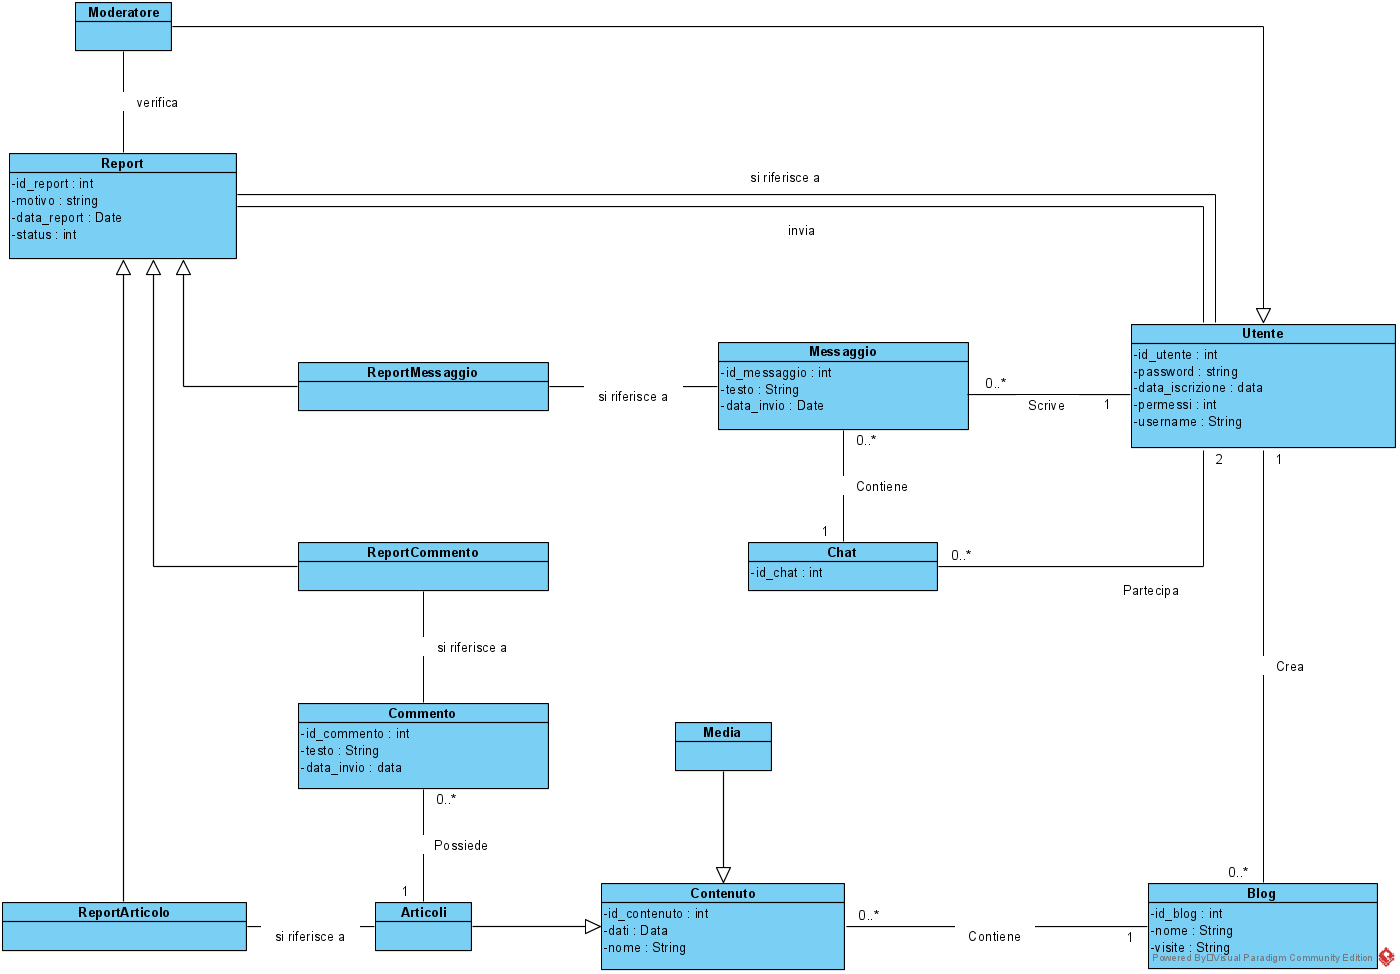 Moderatore
verifica
Report
-id_report : int
-motivo : string
-data_report : Date
-status : int
si riferisce a
invia
Utente
-id_utente : int
-password : string
-data_iscrizione : data
-permessi : int
-username : String
Messaggio
-id_messaggio : int
-testo : String
-data_invio : Date
ReportMessaggio
si riferisce a
0..*
Scrive
1
0..*
Contiene
1
2
1
Chat
-id_chat : int
0..*
Partecipa
ReportCommento
si riferisce a
Crea
Commento
-id_commento : int
-testo : String
-data_invio : data
0..*
Possiede
1
Media
ReportArticolo
si riferisce a
Articoli
Contenuto
-id_contenuto : int
-dati : Data
-nome : String
0..*
Contiene
1
0..*
Blog
-id_blog : int
-nome : String
-visite : String
Powered By Visual Paradigm Community Edition